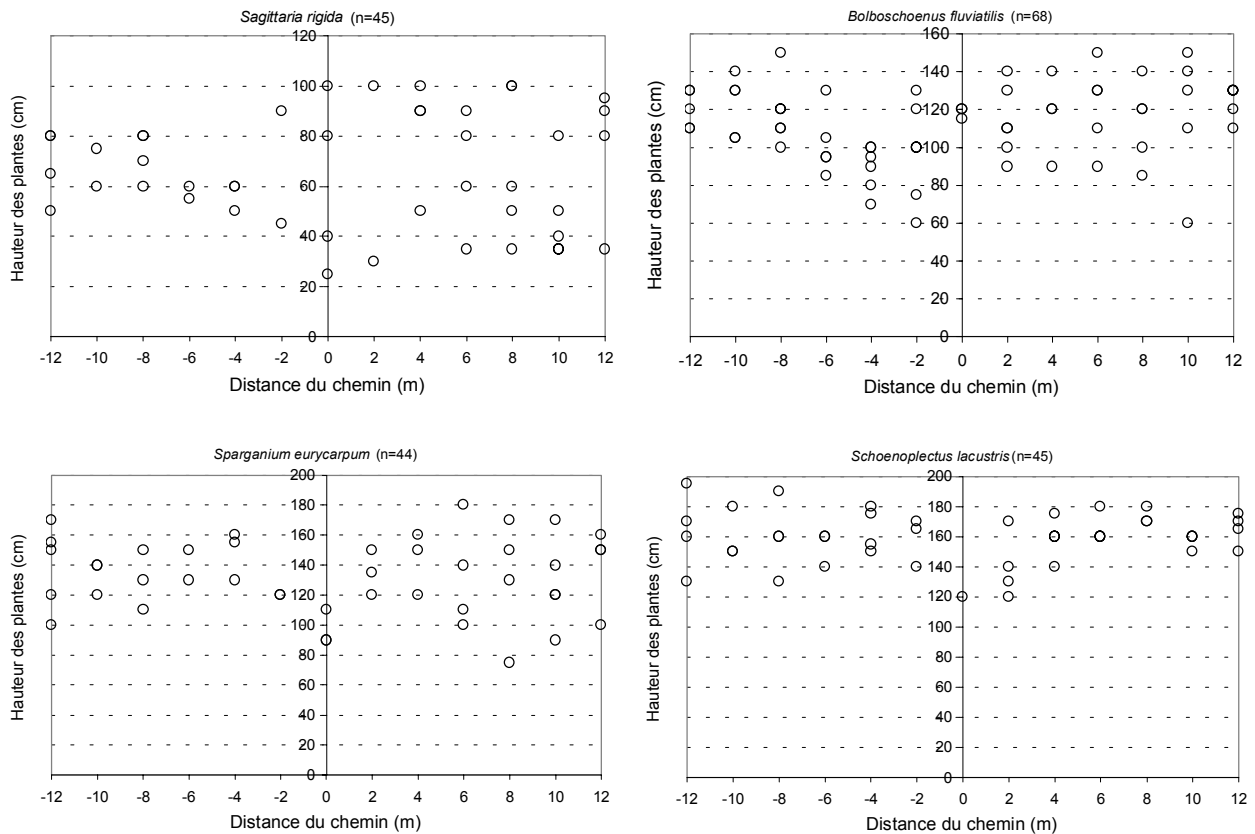 Sagittaria rigida (n=45)
Hauteur des plantes (cm)
120
100
80
60
40
20
0
-12 -10 -8 -6 -4 -2 0 2 4 6 8 10 12
Distance du chemin (m)
Bolboschoenus fluviatilis (n=68)
Hauteur des plantes (cm)
160
140
120
100
80
60
40
20
0
-12 -10 -8 -6 -4 -2 0 2 4 6 8 10 12
Distance du chemin (m)
Sparganium eurycarpum (n=44)
Hauteur des plantes (cm)
200
180
160
140
120
100
80
60
40
20
0
-12 -10 -8 -6 -4 -2 0 2 4 6 8 10 12
Distance du chemin (m)
Schoenoplectus lacustris (n=45)
Hauteur des plantes (cm)
200
180
160
140
120
100
80
60
40
20
0
-12 -10 -8 -6 -4 -2 0 2 4 6 8 10 12
Distance du chemin (m)